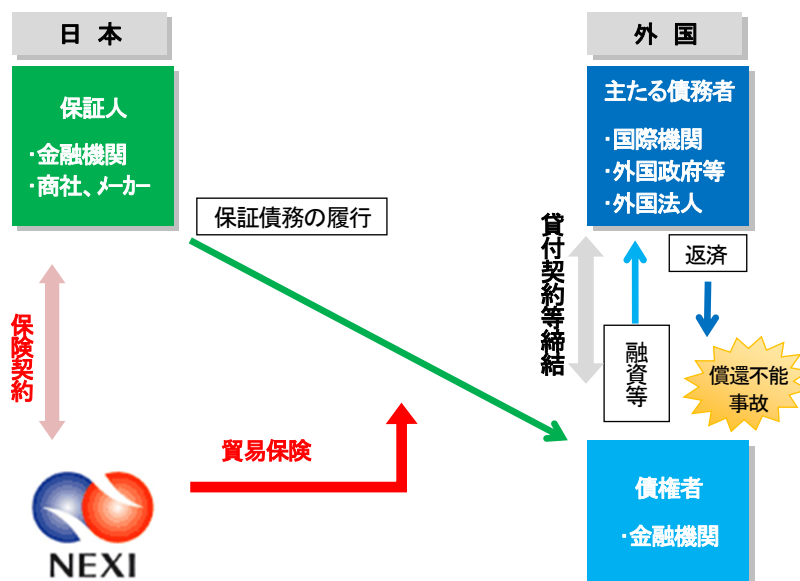 日 本
外 国
保証人
・金融機関
・商社、メーカー
主たる債務者
・国際機関
・外国政府等
・外国法人
保証債務の履行
貸付契約等締結
返済
融資等
償還不能
事故
保険契約
貿易保険
債権者
・金融機関
NEXI